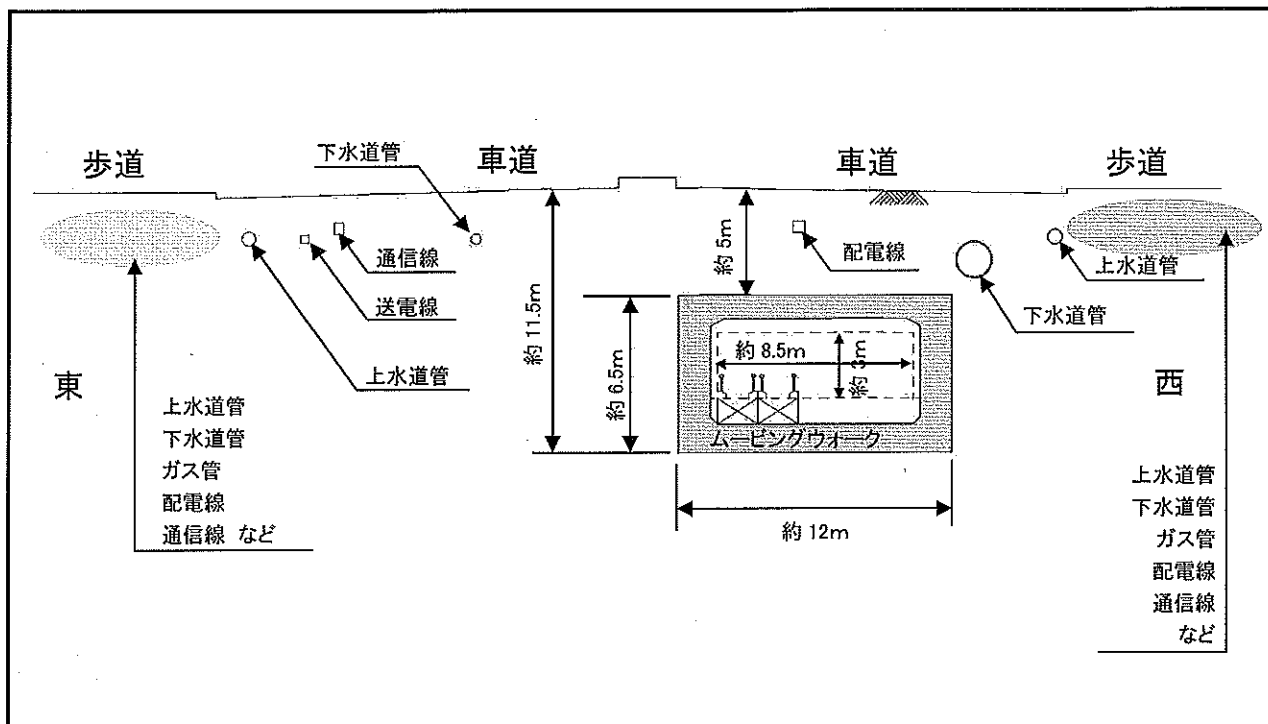 歩道
下水道管
車道
車道
歩道
通信線
送電線
上水道管
約 11.5m
約 6.5m
約 5m
配電線
下水道管
上水道管
約 8.5m
約 3m
ムービングウォーク
約 12m
東
上水道管
下水道管
ガス管
配電線
通信線 など
西
上水道管
下水道管
ガス管
配電線
通信線
など